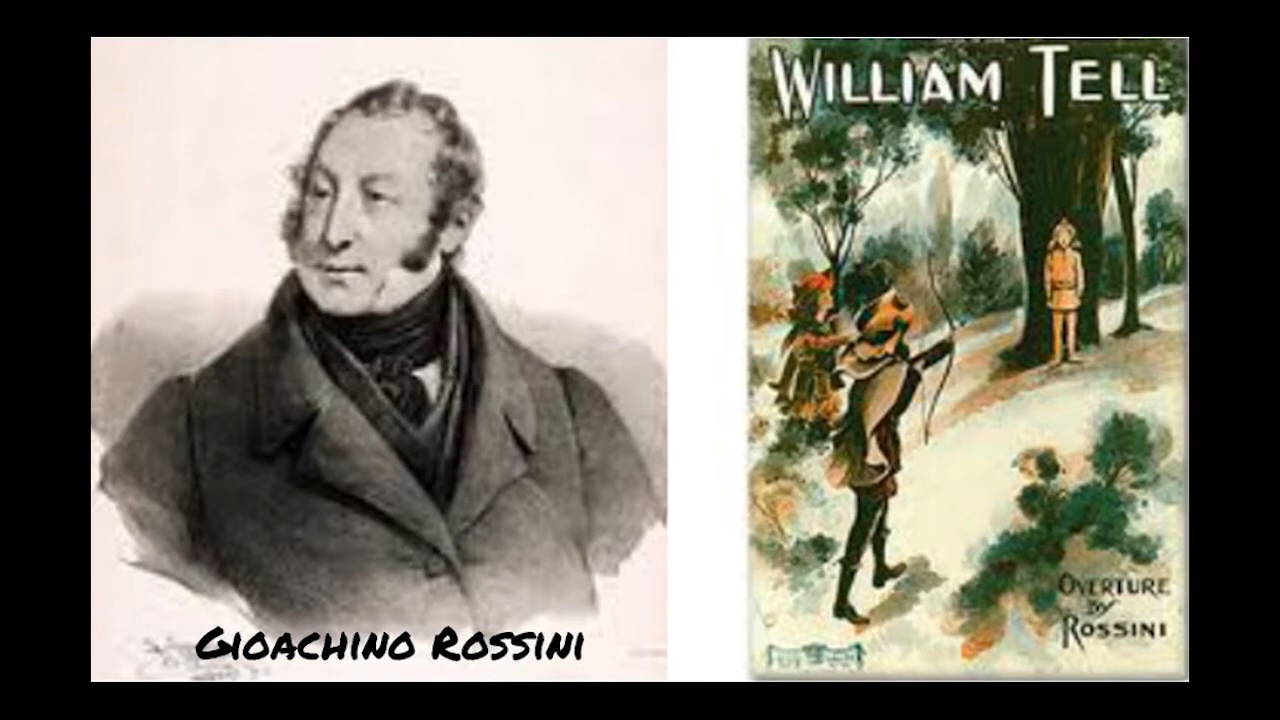 Gioachino Rossini
William Tell
Overture
by
Rossini